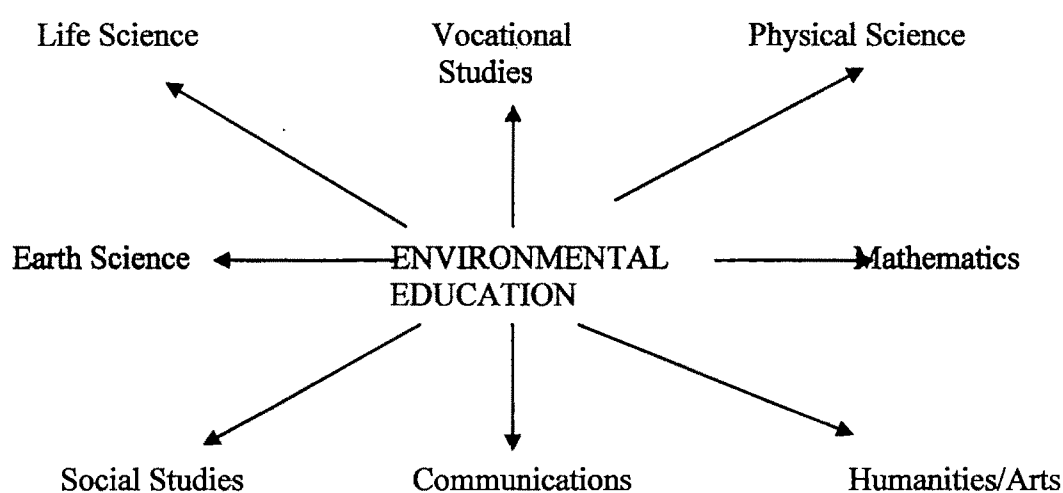 Life Science
Vocational
Studies
Physical Science
Earth Science
ENVIRONMENTAL
EDUCATION
Mathematics
Social Studies
Communications
Humanities/Arts